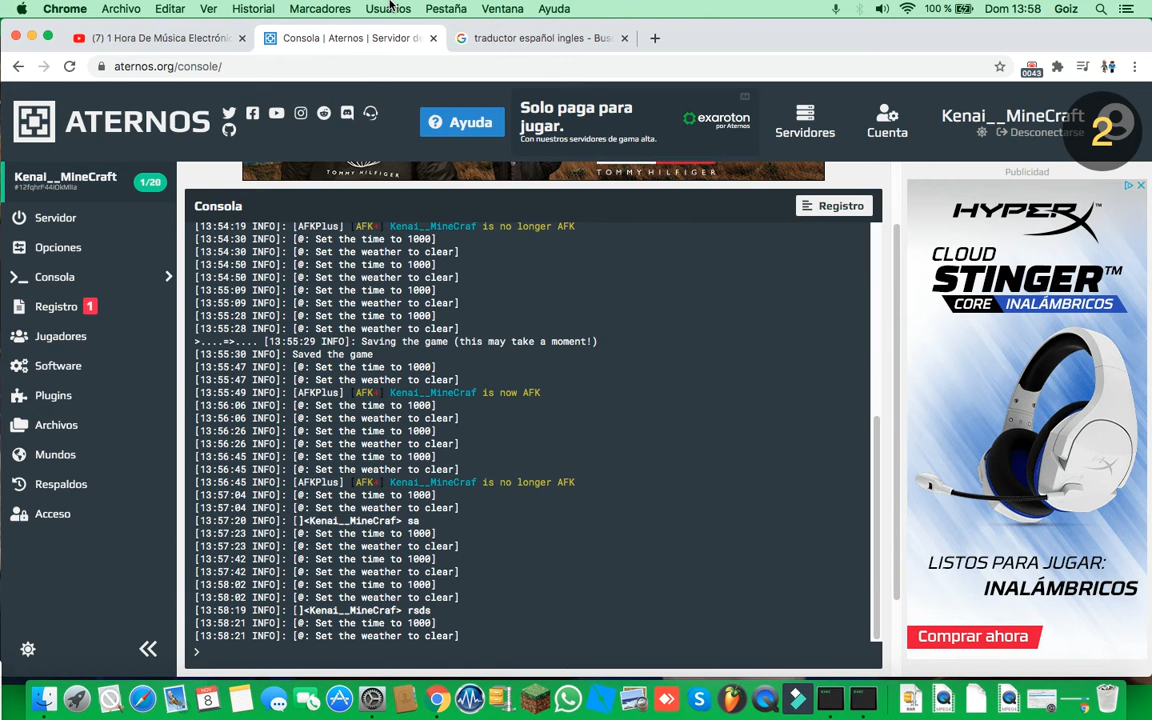 Chrome Archivo Editar Ver Historial Marcadores Usuarios Pestaña Ventana Ayuda 100 % Dom 13:58 Goiz
(7) 1 Hora De Música Electróni Consola | Aternos | Servidor de traductor español ingles - Bus
aternos.org/console/
0043
ATERNOS
Ayuda
Solo paga para jugar.
Con nuestros servidores de gama alta.
exaroton
por Aternos
Servidores
Cuenta
Kenai__MineCraft
Desconectarse
2
Kenai__MineCraft
1/20
Servidor
Opciones
Consola
Registro 1
Jugadores
Software
Plugins
Archivos
Mundos
Respaldos
Acceso
TOMMY HILFIGER TOMMY HILFIGER
Consola
Registro
[13:54:19 INFO]: [AFKPlus] [AFK+] Kenai__MineCraf is no longer AFK
[13:54:30 INFO]: [@: Set the time to 1000]
[13:54:30 INFO]: [@: Set the weather to clear]
[13:54:50 INFO]: [@: Set the time to 1000]
[13:54:50 INFO]: [@: Set the weather to clear]
[13:55:09 INFO]: [@: Set the time to 1000]
[13:55:09 INFO]: [@: Set the weather to clear]
[13:55:28 INFO]: [@: Set the time to 1000]
[13:55:28 INFO]: [@: Set the weather to clear]
>....=>.... [13:55:29 INFO]: Saving the game (this may take a moment!)
[13:55:30 INFO]: Saved the game
[13:55:47 INFO]: [@: Set the time to 1000]
[13:55:47 INFO]: [@: Set the weather to clear]
[13:55:49 INFO]: [AFKPlus] [AFK+] Kenai__MineCraf is now AFK
[13:56:06 INFO]: [@: Set the time to 1000]
[13:56:06 INFO]: [@: Set the weather to clear]
[13:56:26 INFO]: [@: Set the time to 1000]
[13:56:26 INFO]: [@: Set the weather to clear]
[13:56:45 INFO]: [@: Set the time to 1000]
[13:56:45 INFO]: [@: Set the weather to clear]
[13:56:45 INFO]: [AFKPlus] [AFK+] Kenai__MineCraf is no longer AFK
[13:57:04 INFO]: [@: Set the time to 1000]
[13:57:04 INFO]: [@: Set the weather to clear]
[13:57:20 INFO]: []<Kenai__MineCraf> sa
[13:57:23 INFO]: [@: Set the time to 1000]
[13:57:23 INFO]: [@: Set the weather to clear]
[13:57:42 INFO]: [@: Set the time to 1000]
[13:57:42 INFO]: [@: Set the weather to clear]
[13:58:02 INFO]: [@: Set the time to 1000]
[13:58:02 INFO]: [@: Set the weather to clear]
[13:58:19 INFO]: []<Kenai__MineCraf> rsds
[13:58:21 INFO]: [@: Set the time to 1000]
[13:58:21 INFO]: [@: Set the weather to clear]
>
Publicidad
HYPERX
CLOUD
STINGER™
CORE INALÁMBRICOS
LISTOS PARA JUGAR:
INALÁMBRICOS
Comprar ahora
NOV
8